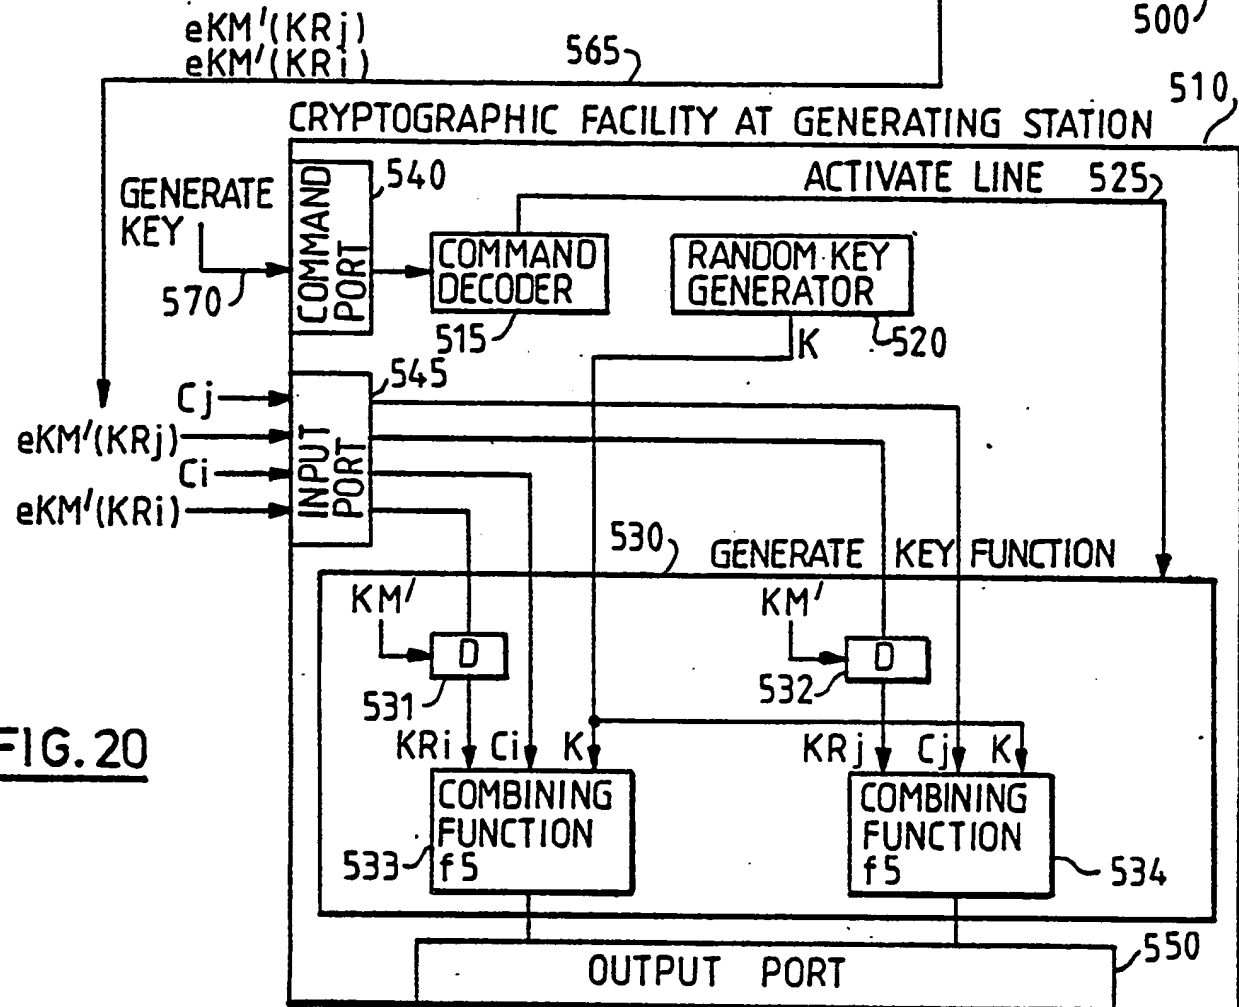 eKM'(KRj)
eKM'(KRi)
565
500
510
CRYPTOGRAPHIC FACILITY AT GENERATING STATION
GENERATE
KEY
570
COMMAND
PORT
540
ACTIVATE LINE 525
COMMAND
DECODER
515
RANDOM KEY
GENERATOR
520
K
545
INPUT
PORT
Cj
eKM'(KRj)
Ci
eKM'(KRi)
530
GENERATE KEY FUNCTION
KM'
D
531
KM'
D
532
KRi Ci K
KRj Cj K
COMBINING
FUNCTION
f5
533
COMBINING
FUNCTION
f5
534
FIG. 20
OUTPUT PORT
550